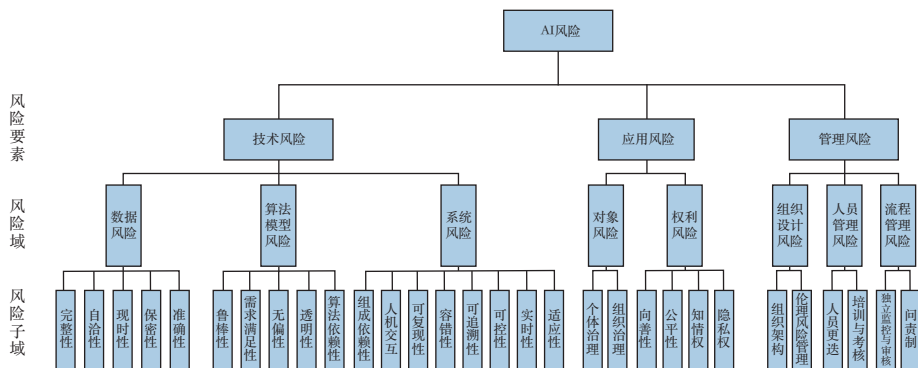 AI风险
风险要素
技术风险
应用风险
管理风险
风险域
数据
风险
算法
模型
风险
系统
风险
对象
风险
权利
风险
组织
设计
风险
人员
管理
风险
流程
管理
风险
风险子域
完整性
自洽性
现时性
保密性
准确性
鲁棒性
需求满足性
无偏性
透明性
算法依赖性
组成依赖性
人机交互
可复现性
容错性
可追溯性
可控性
实时性
适应性
个体治理
组织治理
向善性
公平性
知情权
隐私权
组织架构
伦理风险管理
人员更迭
培训与考核
独立监控与审核
问责制